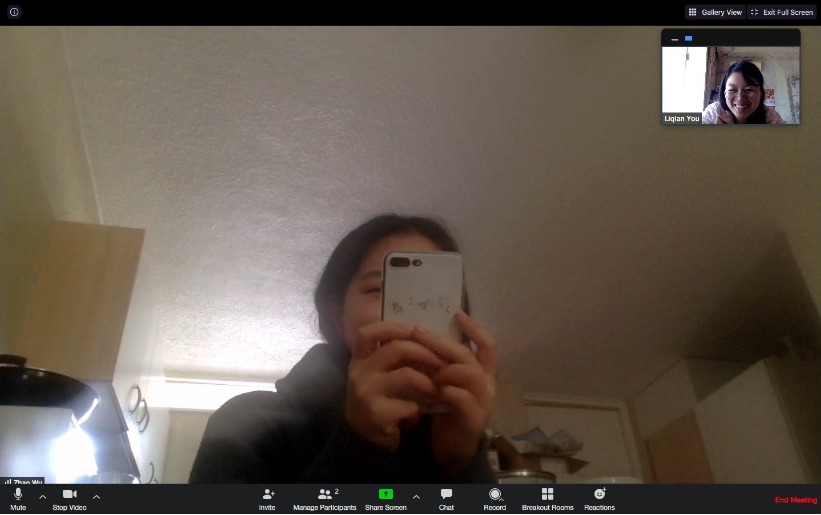 Gallery View
Exit Full Screen
Liqian You
Zhao Wu
Mute
Stop Video
Invite
Manage Participants
2
Share Screen
Chat
Record
Breakout Rooms
Reactions
End Meeting